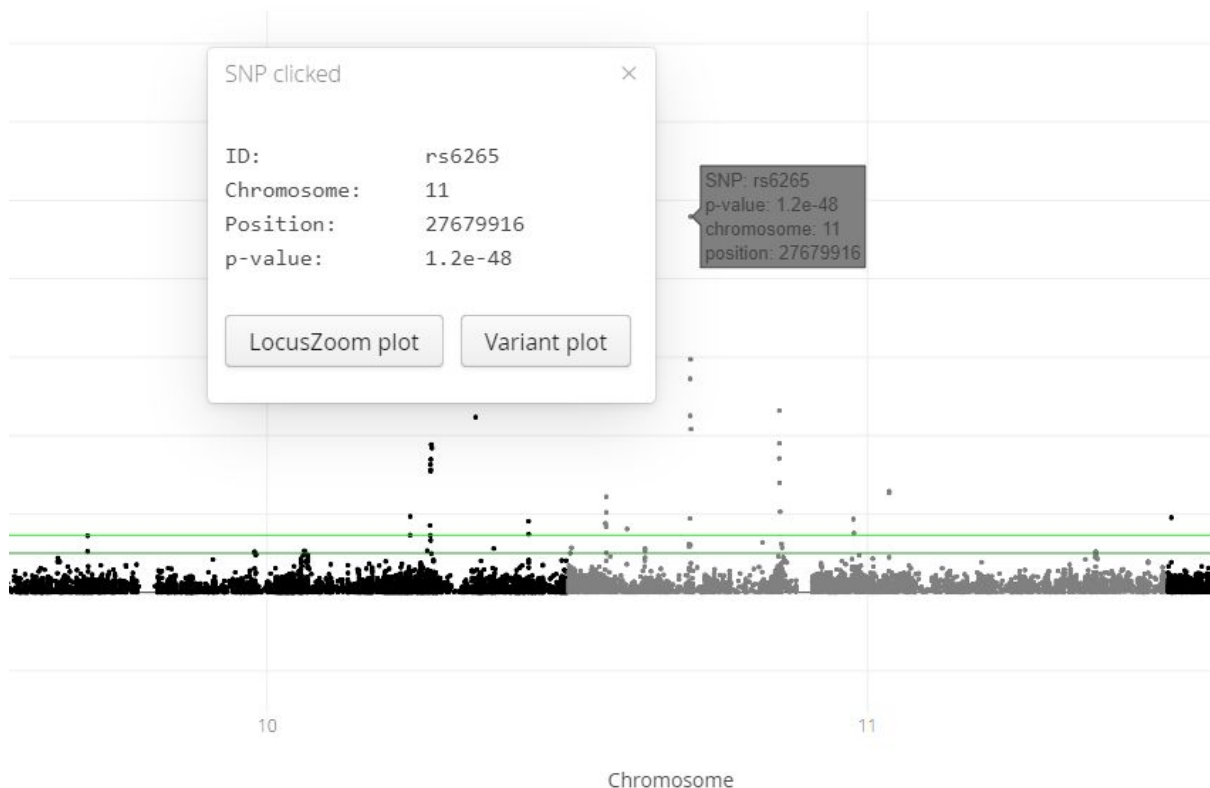 SNP clicked ×
ID: rs6265
Chromosome: 11
Position: 27679916
p-value: 1.2e-48
LocusZoom plot Variant plot
SNP: rs6265
p-value: 1.2e-48
chromosome: 11
position: 27679916
10 11
Chromosome